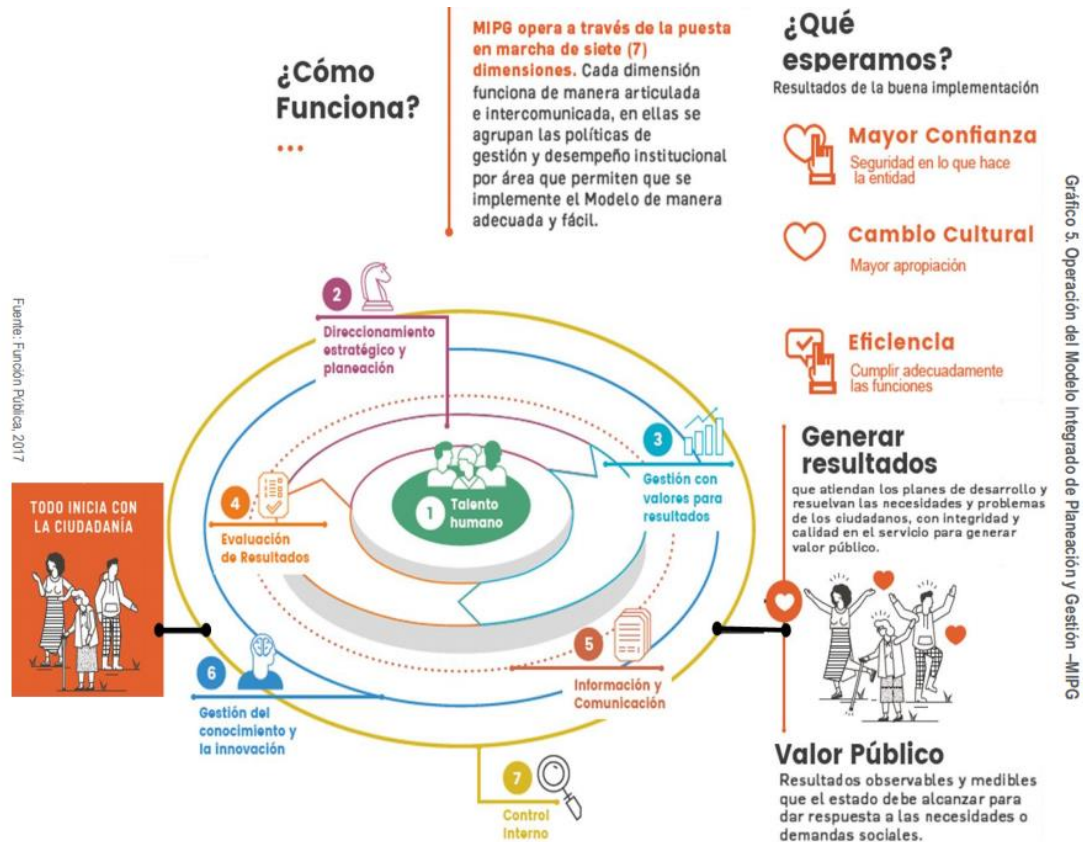 ¿Cómo
Funciona?
...
MIPG opera a través de la puesta
en marcha de siete (7)
dimensiones. Cada dimensión
funciona de manera articulada
e intercomunicada, en ellas se
agrupan las políticas de
gestión y desempeño institucional
por área que permiten que se
implemente el Modelo de manera
adecuada y fácil.
¿Qué
esperamos?
Resultados de la buena implementación
Mayor Confianza
Seguridad en lo que hace
la entidad
Cambio Cultural
Mayor apropiación
Eficiencia
Cumplir adecuadamente
las funciones
Generar
resultados
que atiendan los planes de desarrollo y
resuelvan las necesidades y problemas
de los ciudadanos, con integridad y
calidad en el servicio para generar
valor público.
Valor Público
Resultados observables y medibles
que el estado debe alcanzar para
dar respuesta a las necesidades o
demandas sociales.
TODO INICIA CON
LA CIUDADANÍA
1
Talento
humano
2
Direccionamiento
estratégico y
planeación
3
Gestión con
valores para
resultados
4
Evaluación
de Resultados
5
Información y
Comunicación
6
Gestión del
conocimiento y
la innovación
7
Control
Interno
Fuente: Función Pública, 2017
Gráfico 5. Operación del Modelo Integrado de Planeación y Gestión –MIPG